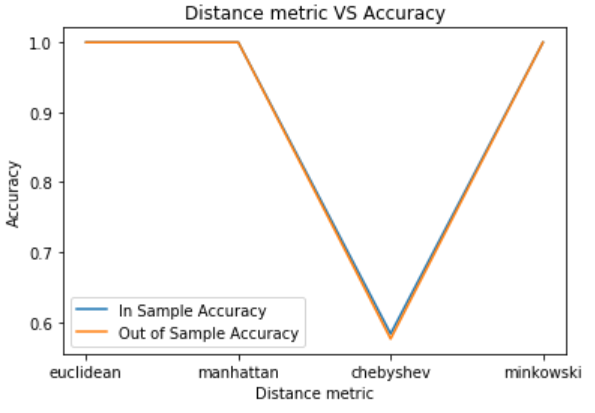 Distance metric VS Accuracy
1.0
0.9
0.8
0.7
0.6
Accuracy
In Sample Accuracy
Out of Sample Accuracy
euclidean manhattan chebyshev minkowski
Distance metric